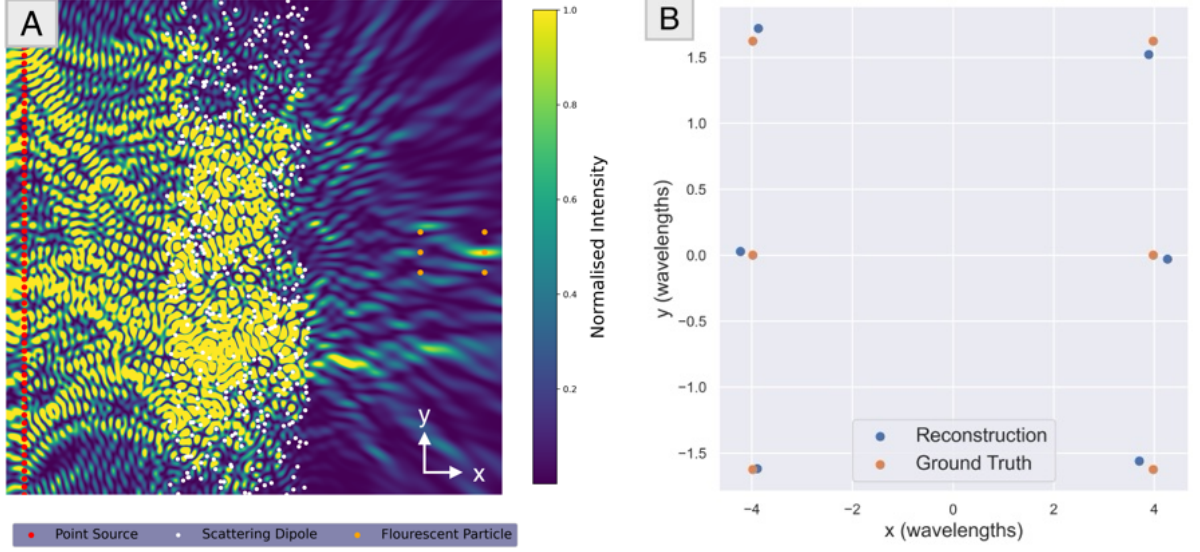 A
1.0
0.8
0.6
0.4
0.2
Normalised Intensity
y
x
Point Source
Scattering Dipole
Flourescent Particle
B
1.5
1.0
0.5
0.0
−0.5
−1.0
−1.5
y (wavelengths)
Reconstruction
Ground Truth
−4
−2
0
2
4
x (wavelengths)